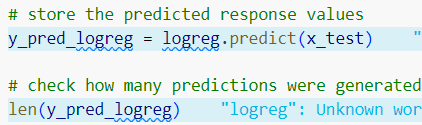 # store the predicted response values
y_pred_logreg = logreg.predict(x_test) "
# check how many predictions were generated
len(y_pred_logreg) "logreg": Unknown wor